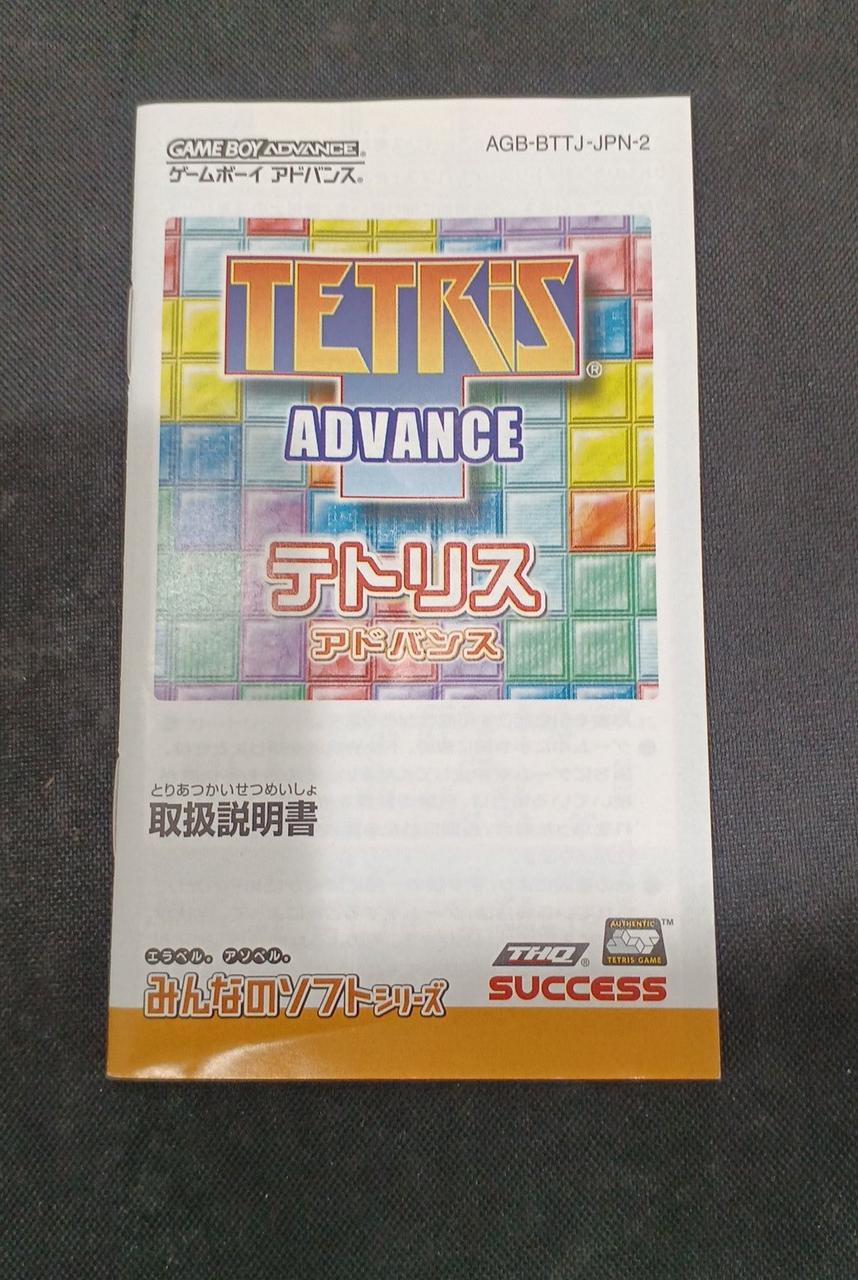 GAME BOY ADVANCE®
ゲームボーイ アドバンス®
AGB-BTTJ-JPN-2
TETRiS®
ADVANCE
テトリス
アドバンス
とりあつかいせつめいしょ
取扱説明書
エラベル。アソベル。
みんなのソフトシリーズ
THQ®
AUTHENTIC
TETRIS GAME™
SUCCESS